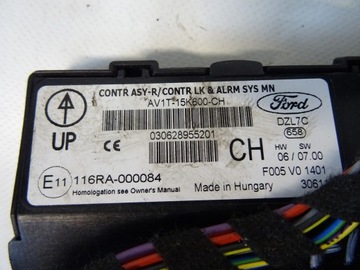 CONTR ASY-R/CONTR LK & ALRM SYS MN
AV1T-15K600-CH
Ford
DZL7C
658
UP
030628955201
CE
CH
HW SW
06/07.00
F005 V0 1401
E11 116RA-000084
Homologation see Owner's Manual
Made in Hungary
30611